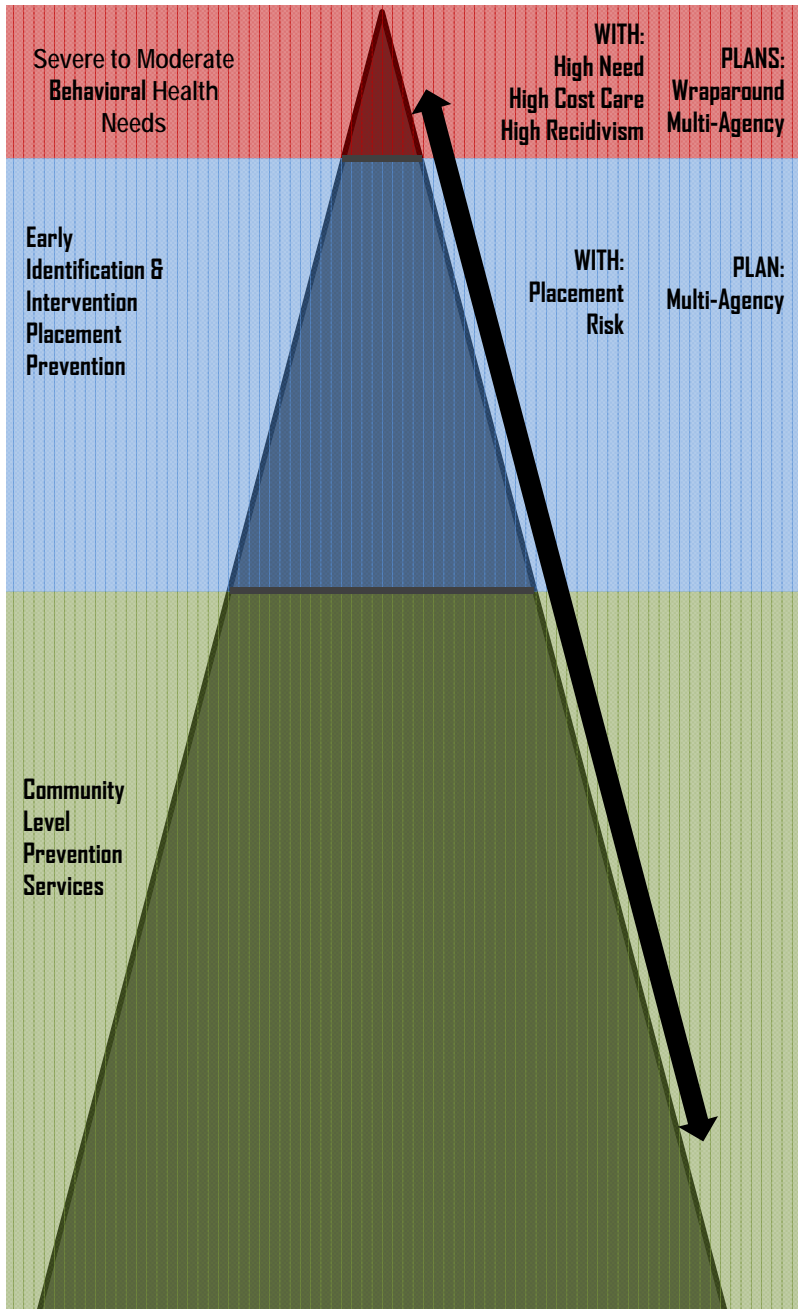 Severe to Moderate
Behavioral Health
Needs
WITH:
High Need
High Cost Care
High Recidivism
PLANS:
Wraparound
Multi-Agency
Early
Identification &
Intervention
Placement
Prevention
WITH:
Placement
Risk
PLAN:
Multi-Agency
Community
Level
Prevention
Services